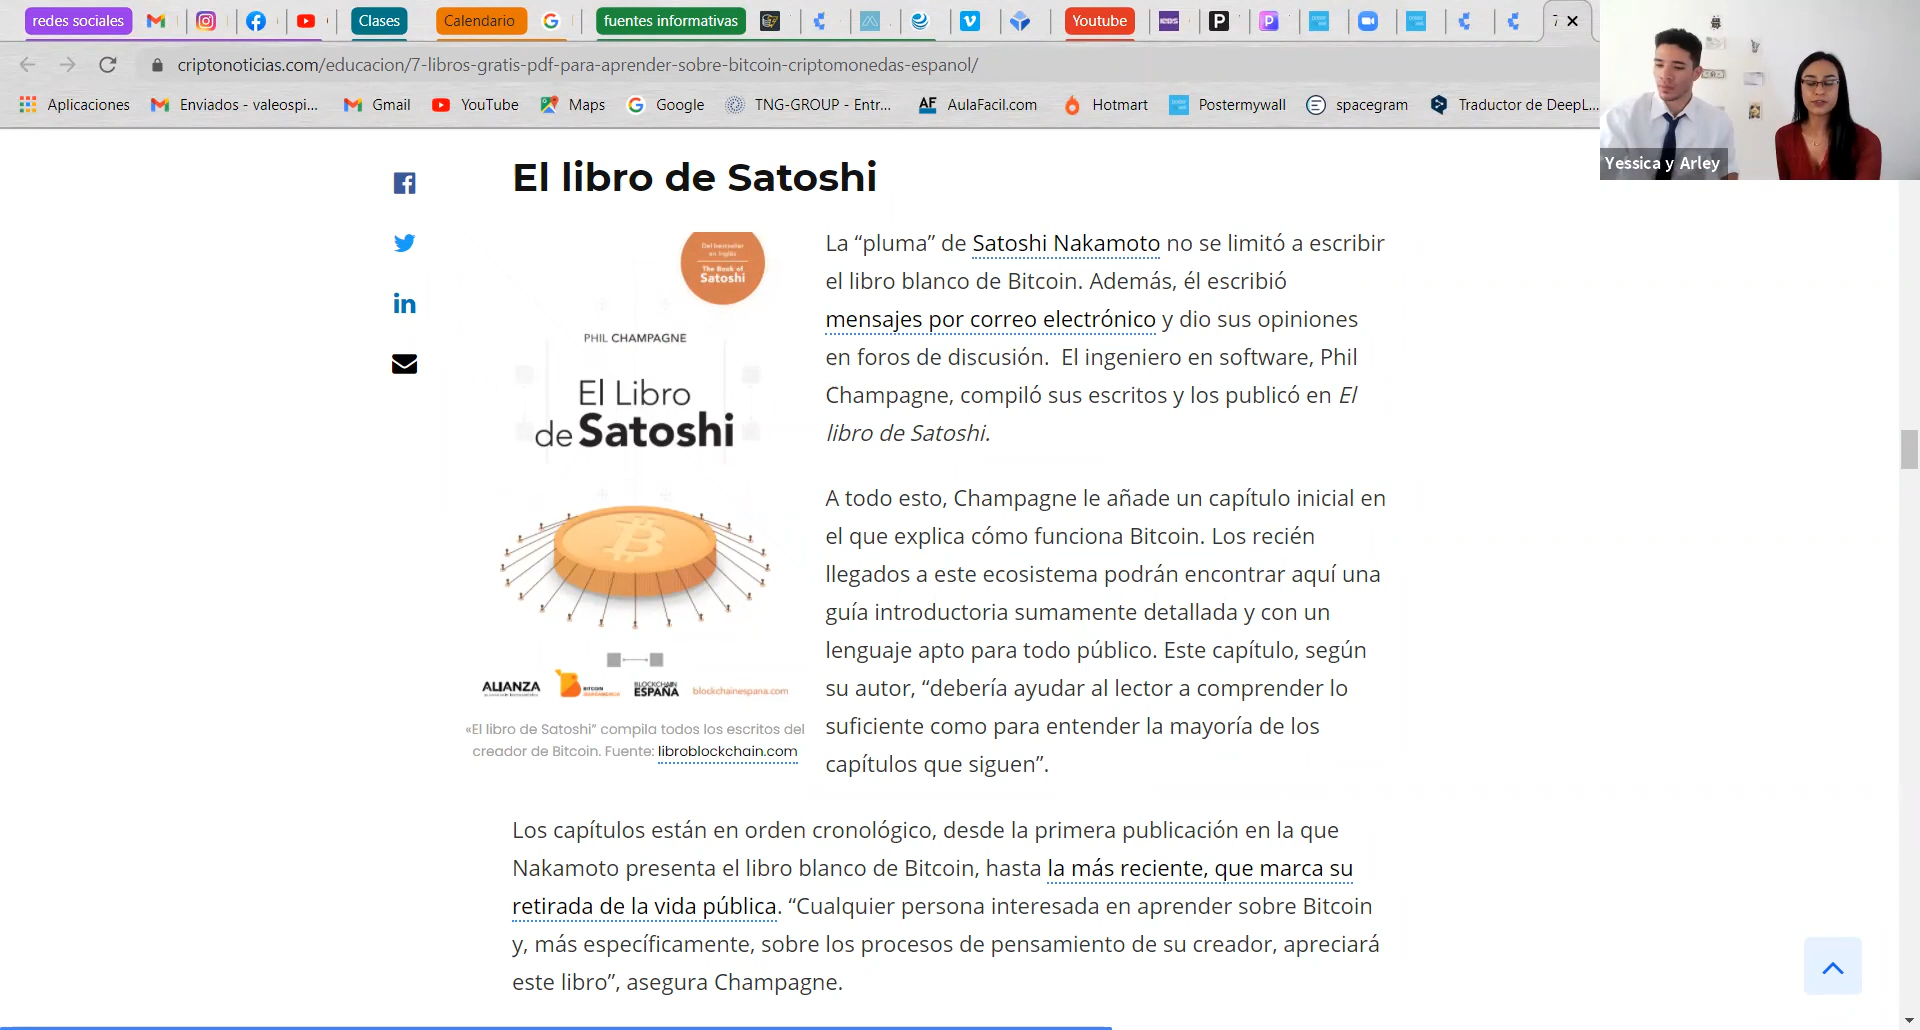 redes sociales
Clases
Calendario
fuentes informativas
Youtube
7
criptonoticias.com/educacion/7-libros-gratis-pdf-para-aprender-sobre-bitcoin-criptomonedas-espanol/
Aplicaciones
Enviados - valeospi...
Gmail
YouTube
Maps
Google
TNG-GROUP - Entr...
AF AulaFacil.com
Hotmart
Postermywall
spacegram
Traductor de DeepL...
Yessica y Arley
El libro de Satoshi
Del bestseller
en inglés
The Book of
Satoshi
PHIL CHAMPAGNE
El Libro
de Satoshi
ALIANZA
BITCOIN
BLOCKCHAIN
ESPAÑA
blockchainespana.com
«El libro de Satoshi” compila todos los escritos del
creador de Bitcoin. Fuente: libroblockchain.com
La “pluma” de Satoshi Nakamoto no se limitó a escribir
el libro blanco de Bitcoin. Además, él escribió
mensajes por correo electrónico y dio sus opiniones
en foros de discusión. El ingeniero en software, Phil
Champagne, compiló sus escritos y los publicó en El
libro de Satoshi.
A todo esto, Champagne le añade un capítulo inicial en
el que explica cómo funciona Bitcoin. Los recién
llegados a este ecosistema podrán encontrar aquí una
guía introductoria sumamente detallada y con un
lenguaje apto para todo público. Este capítulo, según
su autor, “debería ayudar al lector a comprender lo
suficiente como para entender la mayoría de los
capítulos que siguen”.
Los capítulos están en orden cronológico, desde la primera publicación en la que
Nakamoto presenta el libro blanco de Bitcoin, hasta la más reciente, que marca su
retirada de la vida pública. “Cualquier persona interesada en aprender sobre Bitcoin
y, más específicamente, sobre los procesos de pensamiento de su creador, apreciará
este libro”, asegura Champagne.